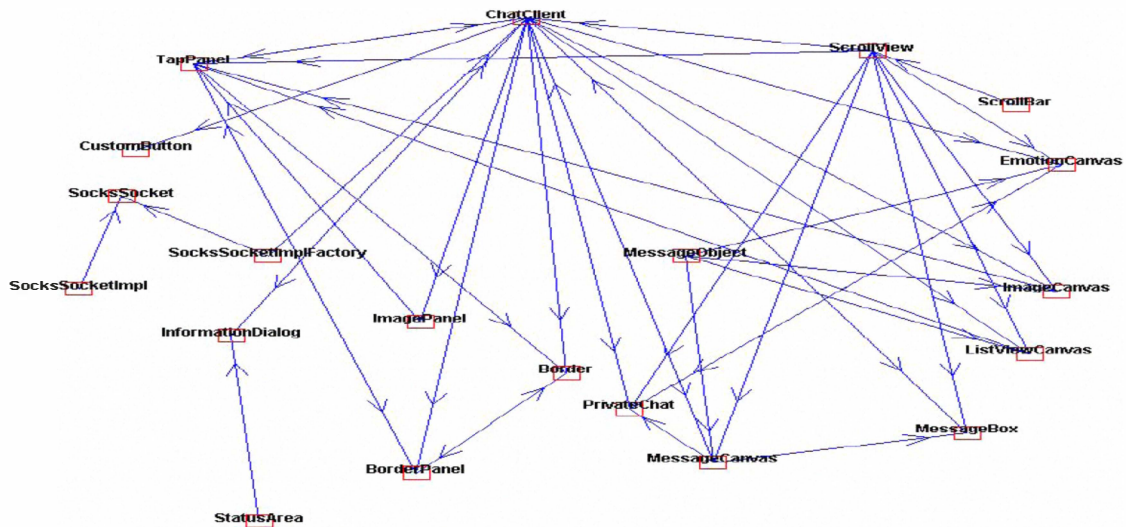 ChatClient
ScrollView
TapPanel
ScrollBar
CustomButton
EmotionCanvas
SocksSocket
SocksSocketImplFactory
MessageObject
SocksSocketImpl
ImageCanvas
ImagePanel
InformationDialog
ListViewCanvas
Border
PrivateChat
MessageBox
MessageCanvas
BorderPanel
StatusArea